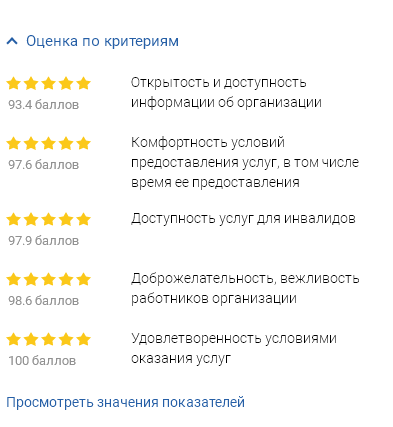 Оценка по критериям
Открытость и доступность
информации об организации
93.4 баллов
Комфортность условий
предоставления услуг, в том числе
время ее предоставления
97.6 баллов
Доступность услуг для инвалидов
97.9 баллов
Доброжелательность, вежливость
работников организации
98.6 баллов
Удовлетворенность условиями
оказания услуг
100 баллов
Просмотреть значения показателей